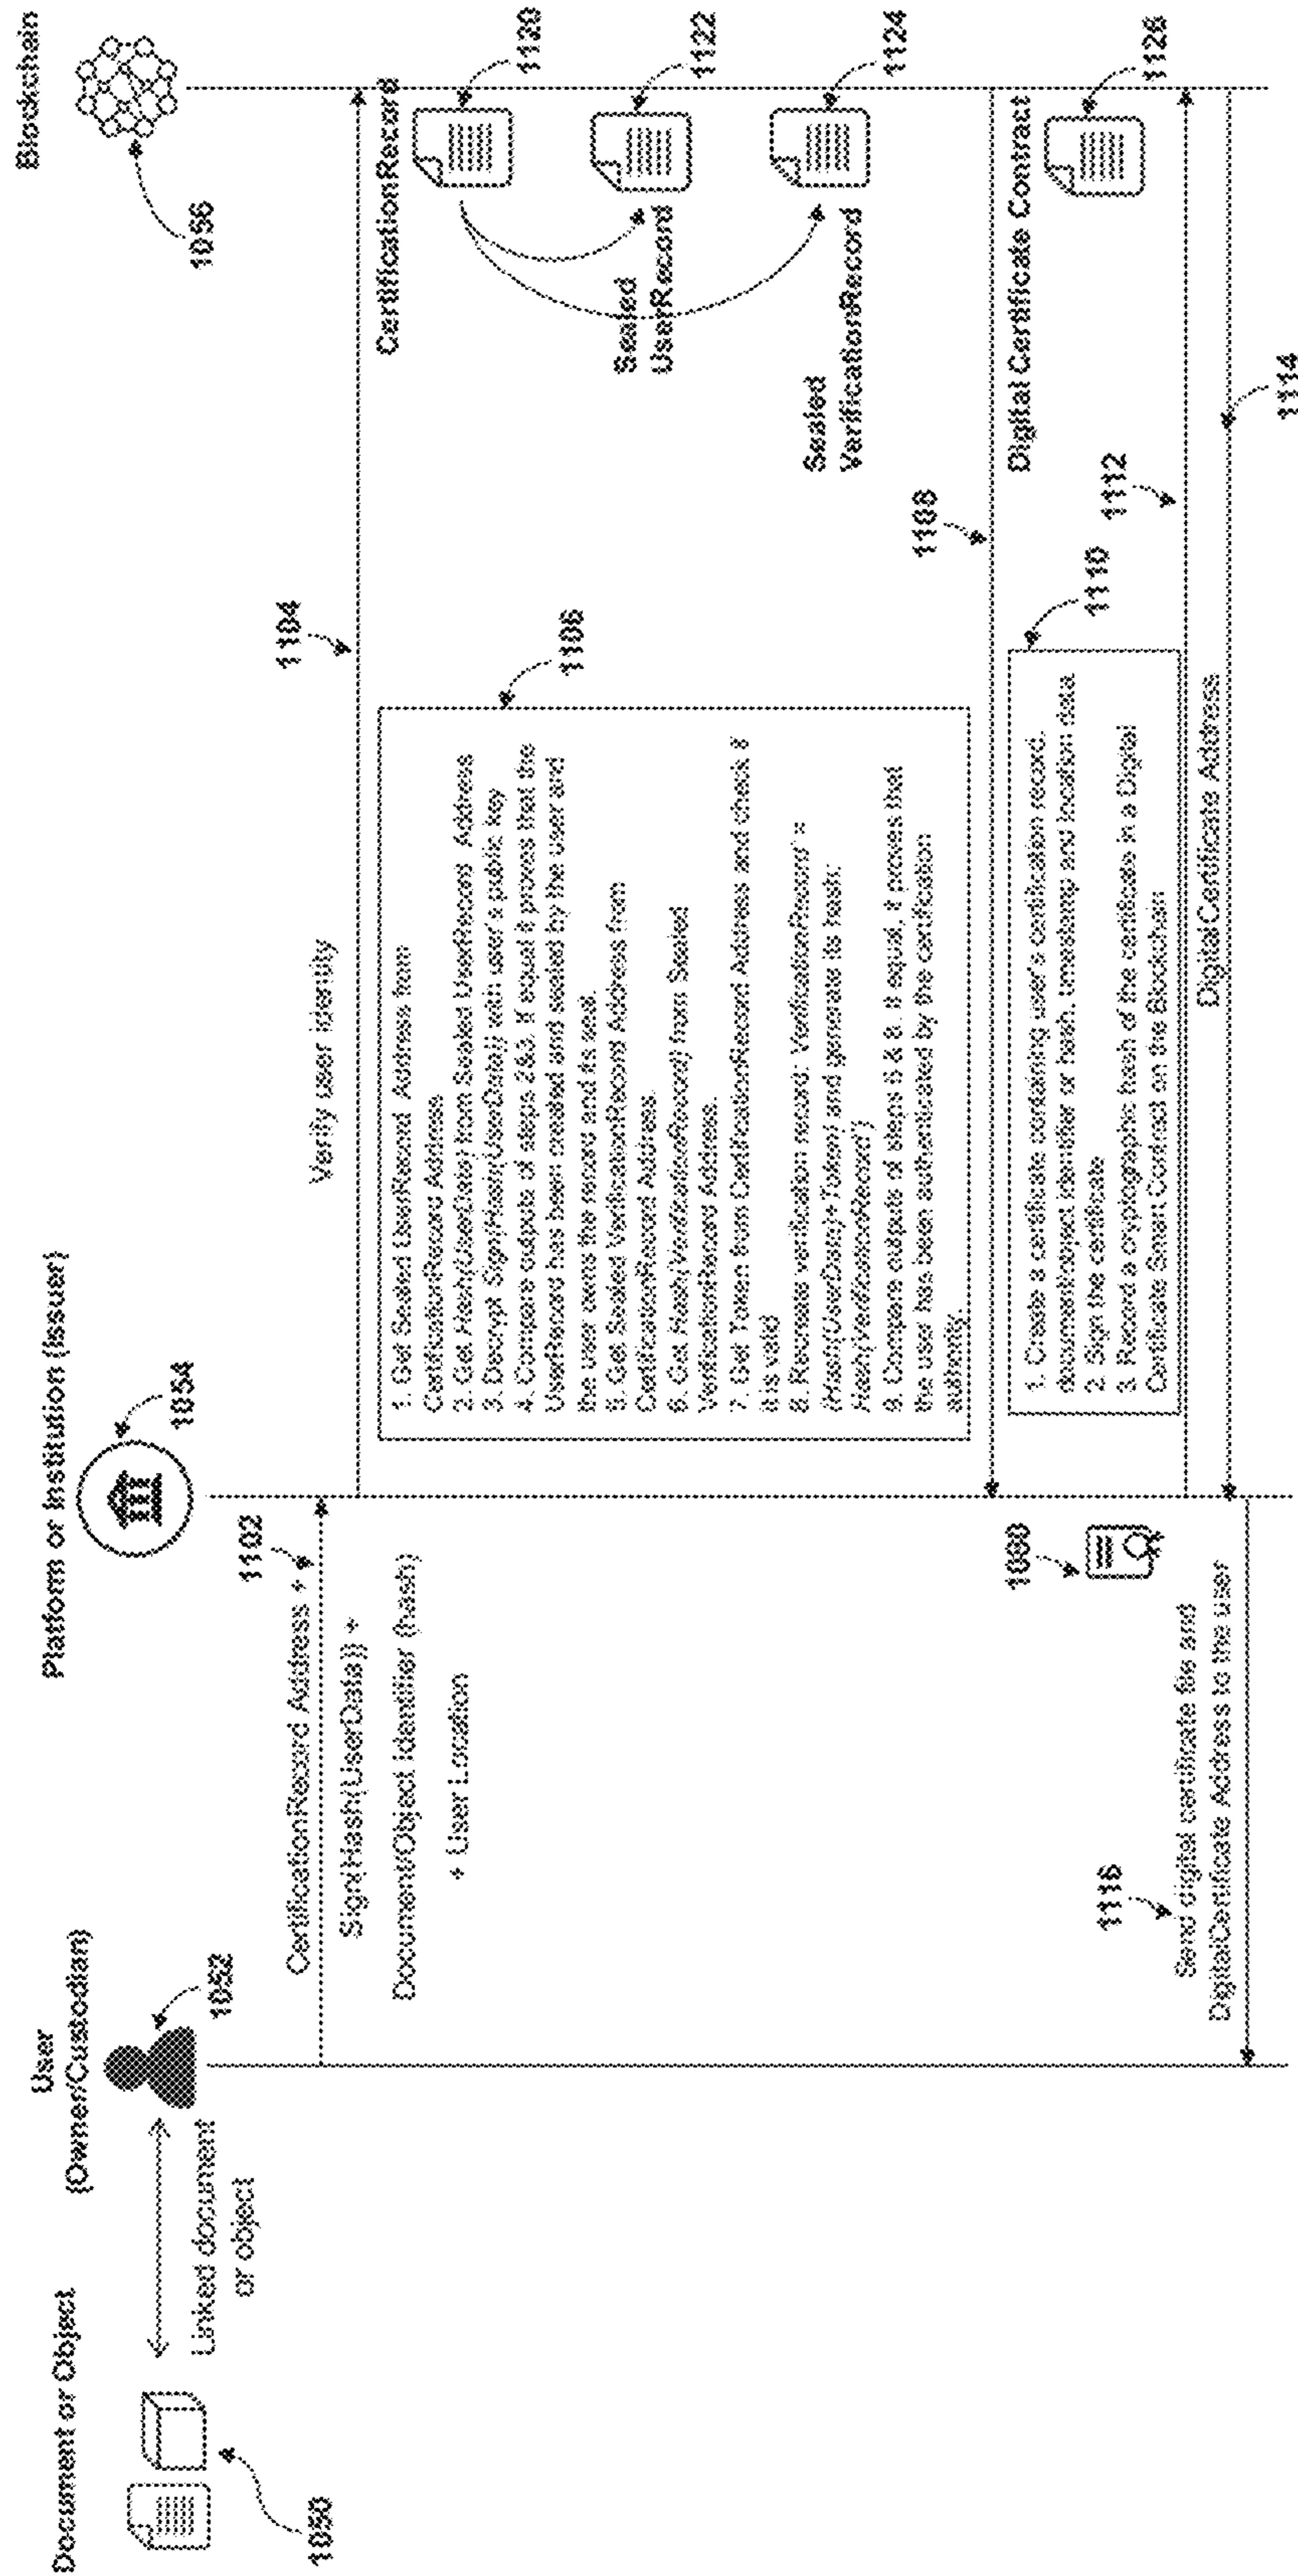 Document or Object
User
(Owner/Custodian)
Platform or Institution (Issuer)
Blockchain
1050
Linked document
or object
1052
1054
1056
1102
CertificationRecord Address +
Sign(Hash(UserData)) +
Document/Object Identifier (hash)
+ User Location
1104
Verify user identity
1106
1. Get Sealed UserRecord Address from
CertificationRecord Address
2. Get Hash(UserData) from Sealed UserRecord Address
3. Decrypt Sign(Hash(UserData)) with user's public key
4. Compare outputs of steps 2&3. If equal it proves that the
UserRecord has been created and sealed by the user and
the user owns the record and its seal.
5. Get Sealed VerificationRecord Address from
CertificationRecord Address.
6. Get Hash(VerificationRecord) from Sealed
VerificationRecord Address.
7. Get Token from CertificationRecord Address and check if
it is valid
8. Recreate verification record: VerificationRecord' =
(Hash(UserData)+Token) and generate its hash:
Hash(VerificationRecord')
9. Compare outputs of steps 6 & 8. If equal, it proves that
the user has been authenticated by the certification
authority.
CertificationRecord
1120
Sealed
UserRecord
1122
Sealed
VerificationRecord
1124
1108
1110
1. Create a certificate containing user's certification record,
document/object identifier or hash, timestamp and location data
2. Sign the certificate
3. Record a cryptographic hash of the certificate in a Digital
Certificate Smart Contract on the Blockchain
Digital Certificate Contract
1112
DigitalCertificate Address
1114
1116
Send digital certificate file and
DigitalCertificate Address to the user